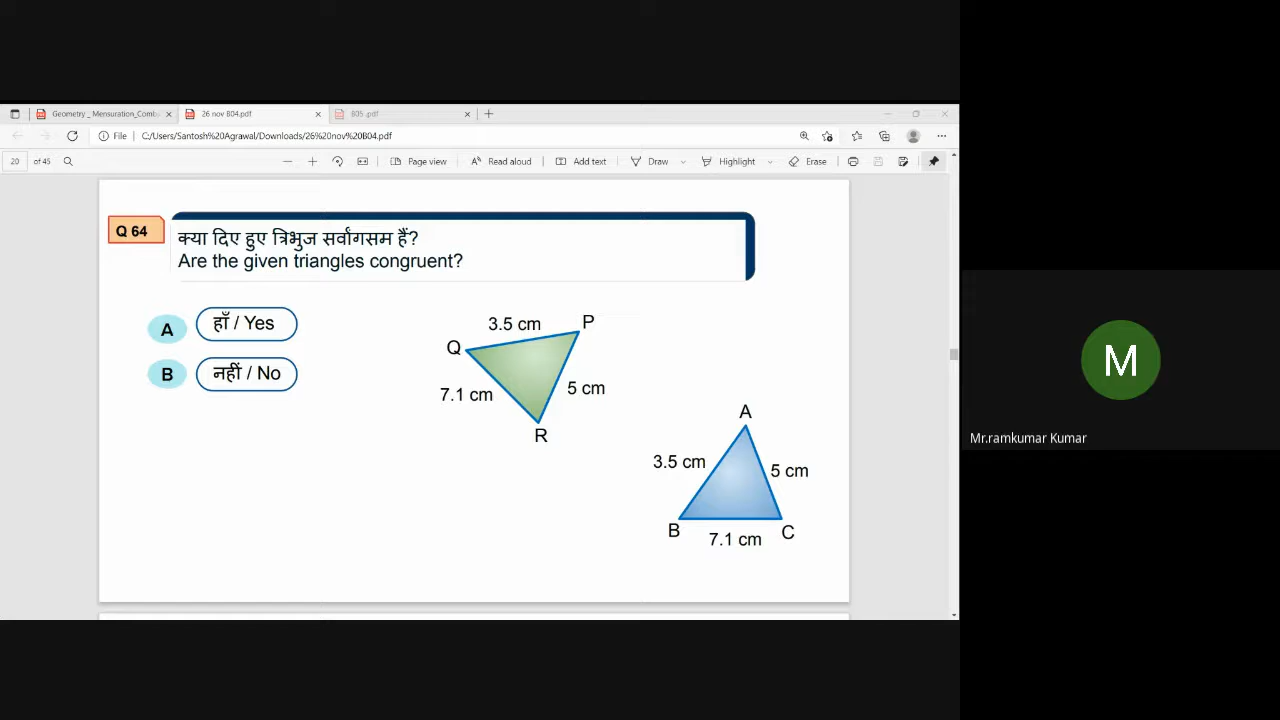 Geometry _ Mensuration_Comb
26 nov 804.pdf
805 .pdf
File
C:/Users/Santosh%20Agrawal/Downloads/26%20nov%20B04.pdf
20 of 45
Page view
Read aloud
Add text
Draw
Highlight
Erase
Q 64
क्या दिए हुए त्रिभुज सर्वांगसम हैं?
Are the given triangles congruent?
A हाँ / Yes
B नहीं / No
3.5 cm
P
Q
7.1 cm
5 cm
R
A
3.5 cm
5 cm
B
7.1 cm
C
M
Mr.ramkumar Kumar